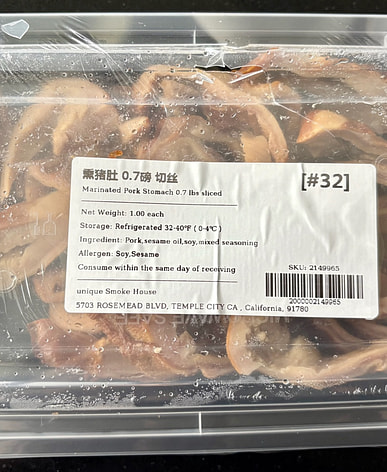 熏猪肚 0.7磅 切丝
[#32]
Marinated Pork Stomach 0.7 lbs sliced
Net Weight: 1.00 each
Storage: Refrigerated 32-40°F ( 0-4°C )
Ingredient: Pork,sesame oil,soy,mixed seasoning
Allergen: Soy,Sesame
Consume within the same day of receiving
SKU: 2149965
2000002149965
unique Smoke House
5703 ROSEMEAD BLVD, TEMPLE CITY CA , California, 91780